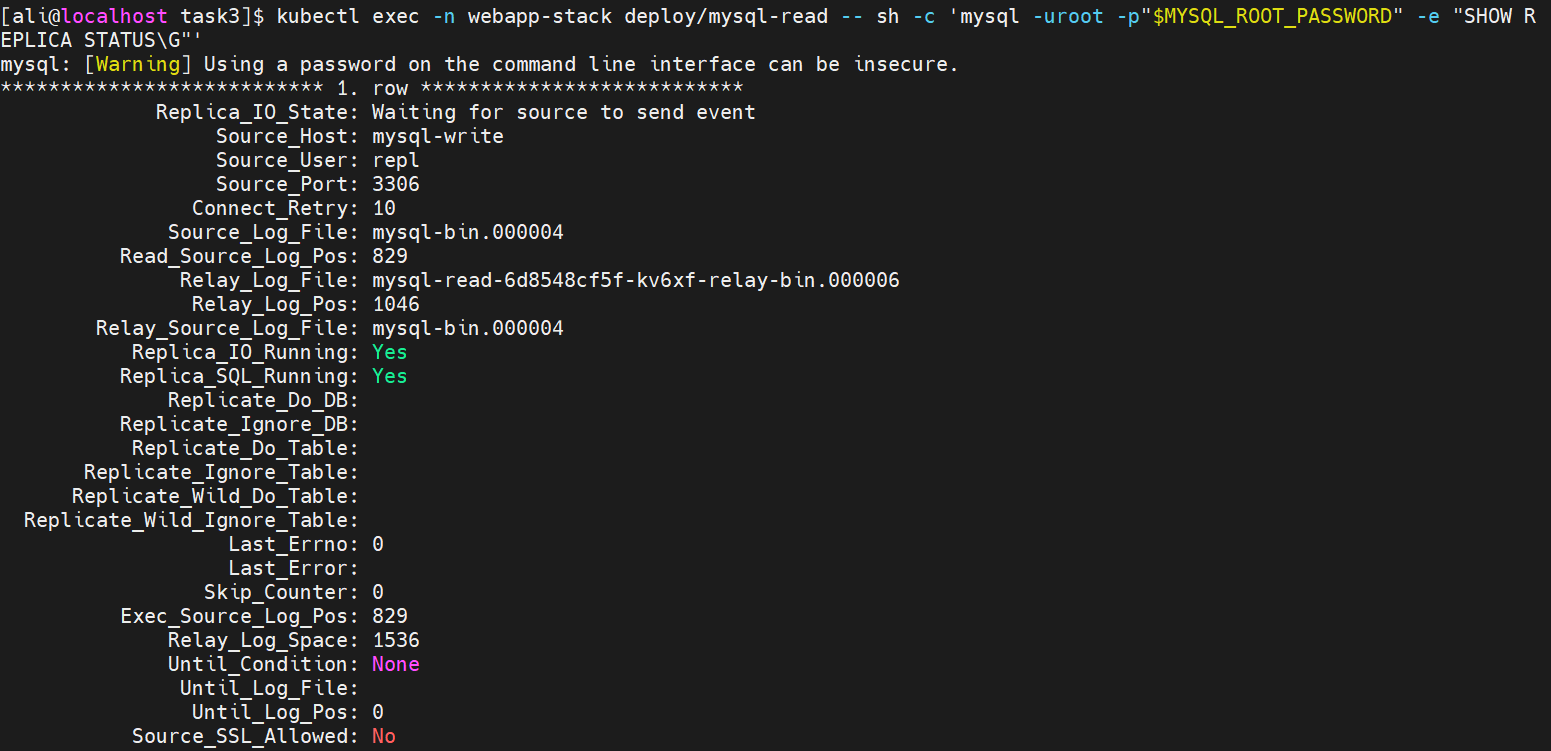 [ali@localhost task3]$ kubectl exec -n webapp-stack deploy/mysql-read -- sh -c 'mysql -uroot -p"$MYSQL_ROOT_PASSWORD" -e "SHOW R
EPLICA STATUS\G"'
mysql: [Warning] Using a password on the command line interface can be insecure.
*************************** 1. row ***************************
Replica_IO_State: Waiting for source to send event
Source_Host: mysql-write
Source_User: repl
Source_Port: 3306
Connect_Retry: 10
Source_Log_File: mysql-bin.000004
Read_Source_Log_Pos: 829
Relay_Log_File: mysql-read-6d8548cf5f-kv6xf-relay-bin.000006
Relay_Log_Pos: 1046
Relay_Source_Log_File: mysql-bin.000004
Replica_IO_Running: Yes
Replica_SQL_Running: Yes
Replicate_Do_DB:
Replicate_Ignore_DB:
Replicate_Do_Table:
Replicate_Ignore_Table:
Replicate_Wild_Do_Table:
Replicate_Wild_Ignore_Table:
Last_Errno: 0
Last_Error:
Skip_Counter: 0
Exec_Source_Log_Pos: 829
Relay_Log_Space: 1536
Until_Condition: None
Until_Log_File:
Until_Log_Pos: 0
Source_SSL_Allowed: No